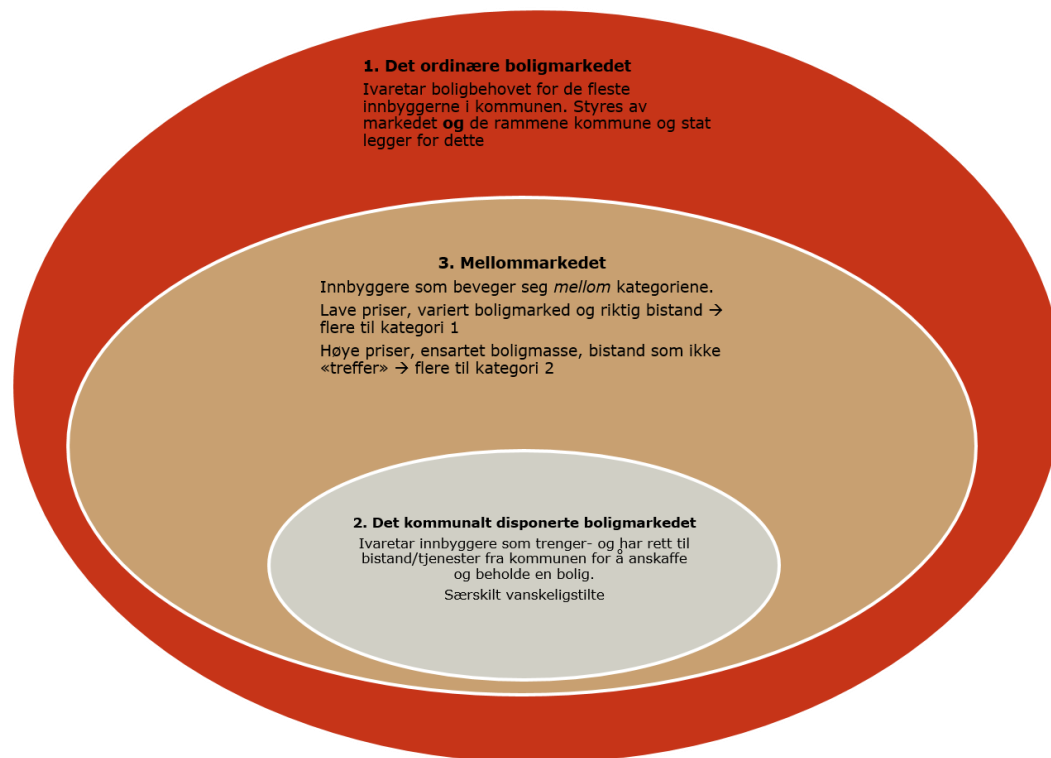 1. Det ordinære boligmarkedet
Ivaretar boligbehovet for de fleste
innbyggerne i kommunen. Styres av
markedet og de rammene kommune og stat
legger for dette
3. Mellommarkedet
Innbyggere som beveger seg mellom kategoriene.
Lave priser, variert boligmarked og riktig bistand →
flere til kategori 1
Høye priser, ensartet boligmasse, bistand som ikke
«treffer» → flere til kategori 2
2. Det kommunalt disponerte boligmarkedet
Ivaretar innbyggere som trenger- og har rett til
bistand/tjenester fra kommunen for å anskaffe
og beholde en bolig.
Særskilt vanskeligstilte